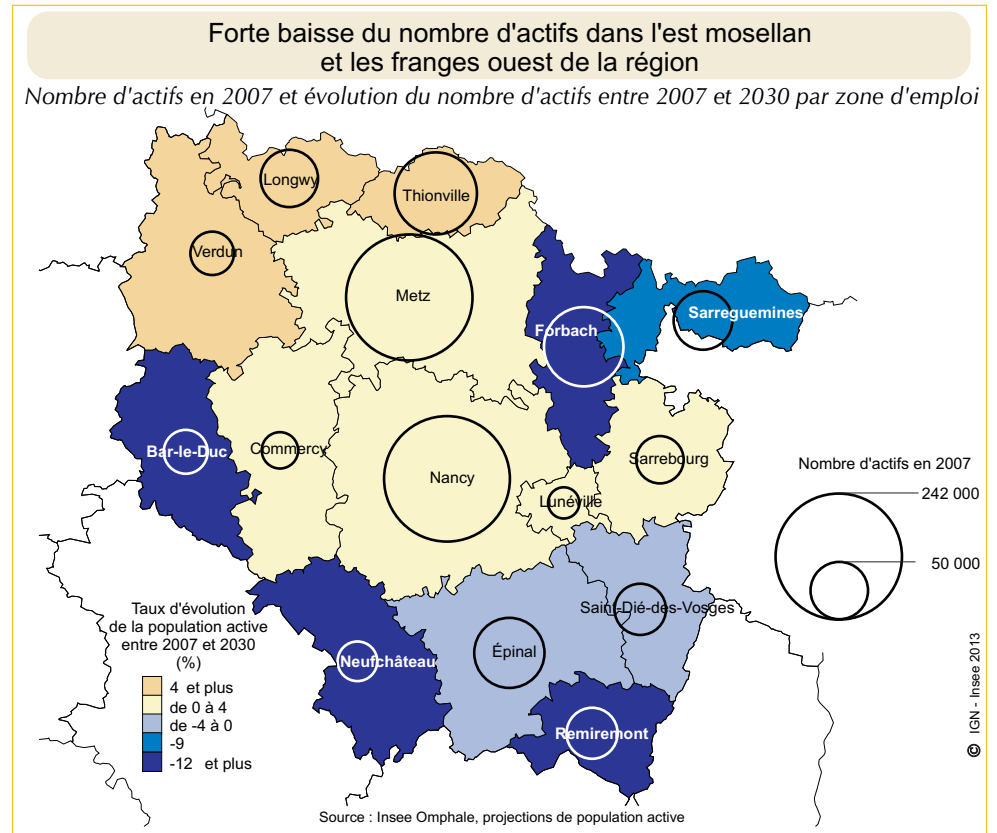 Forte baisse du nombre d'actifs dans l'est mosellan
et les franges ouest de la région
Nombre d'actifs en 2007 et évolution du nombre d'actifs entre 2007 et 2030 par zone d'emploi
Longwy
Thionville
Verdun
Metz
Forbach
Sarreguemines
Bar-le-Duc
Commercy
Nancy
Lunéville
Sarrebourg
Nombre d'actifs en 2007
242 000
50 000
Saint-Dié-des-Vosges
Épinal
Neufchâteau
Remiremont
Taux d'évolution
de la population active
entre 2007 et 2030
(%)
4 et plus
de 0 à 4
de -4 à 0
-9
-12 et plus
© IGN - Insee 2013
Source : Insee Omphale, projections de population active